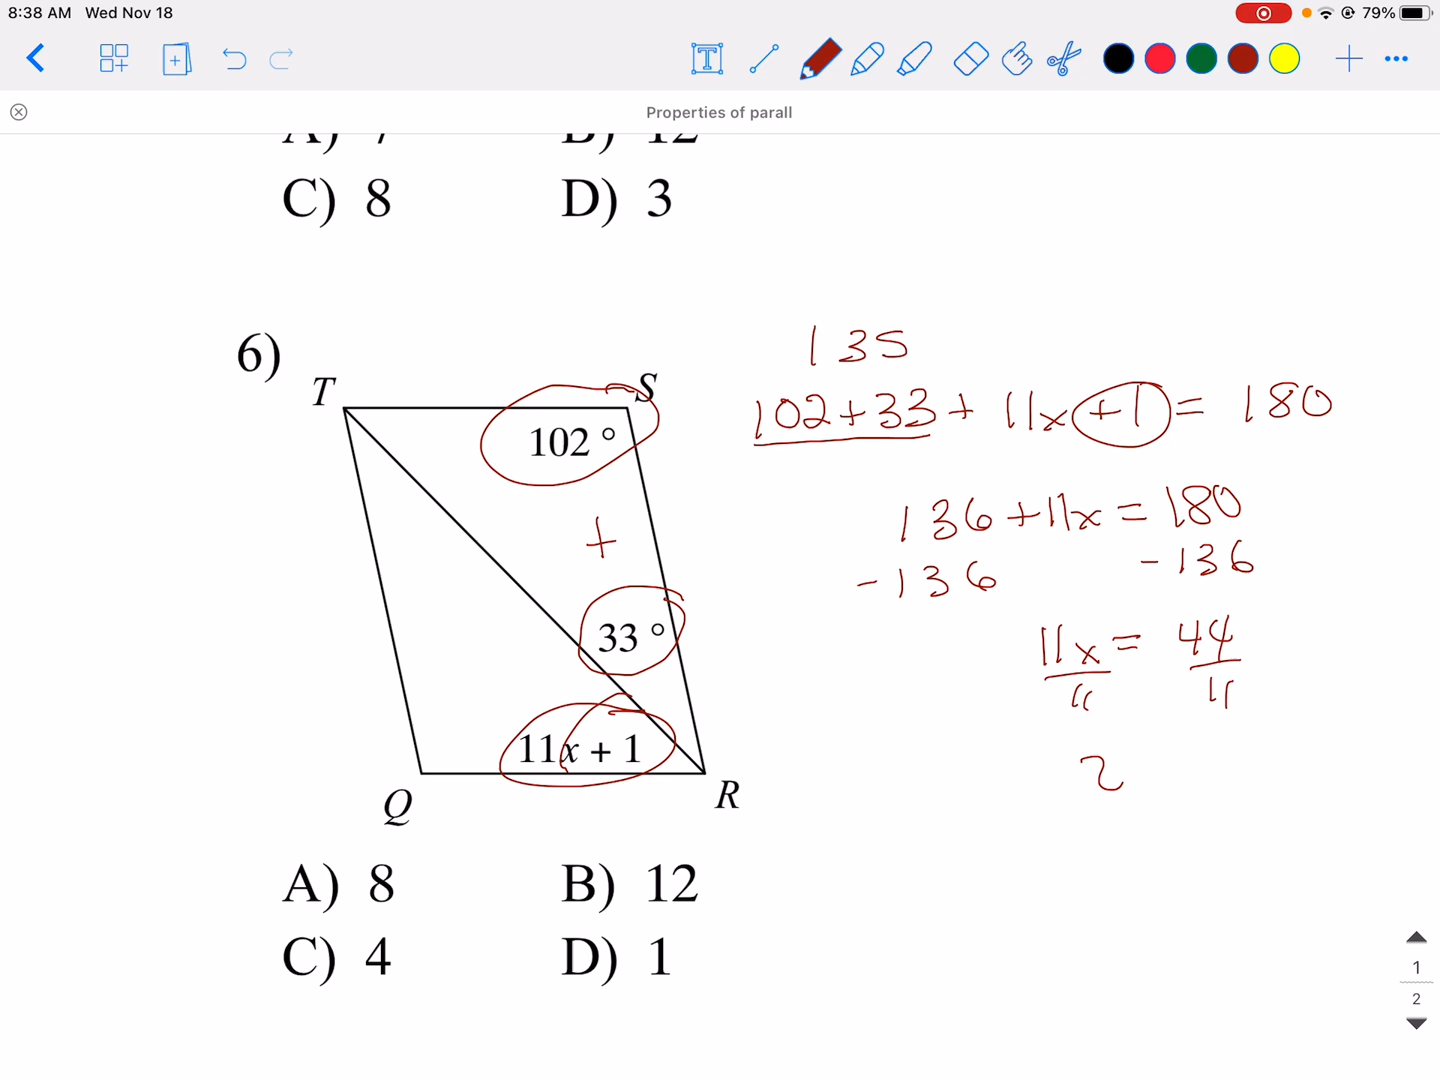 8:38 AM Wed Nov 18
79%
Properties of parall
C) 8 D) 3
6)
T
S
102°
33°
11x + 1
Q
R
135
102+33+ 11x+1= 180
+
136+11x=180
-136 -136
11x= 44
11 11
A) 8 B) 12
C) 4 D) 1
1
2